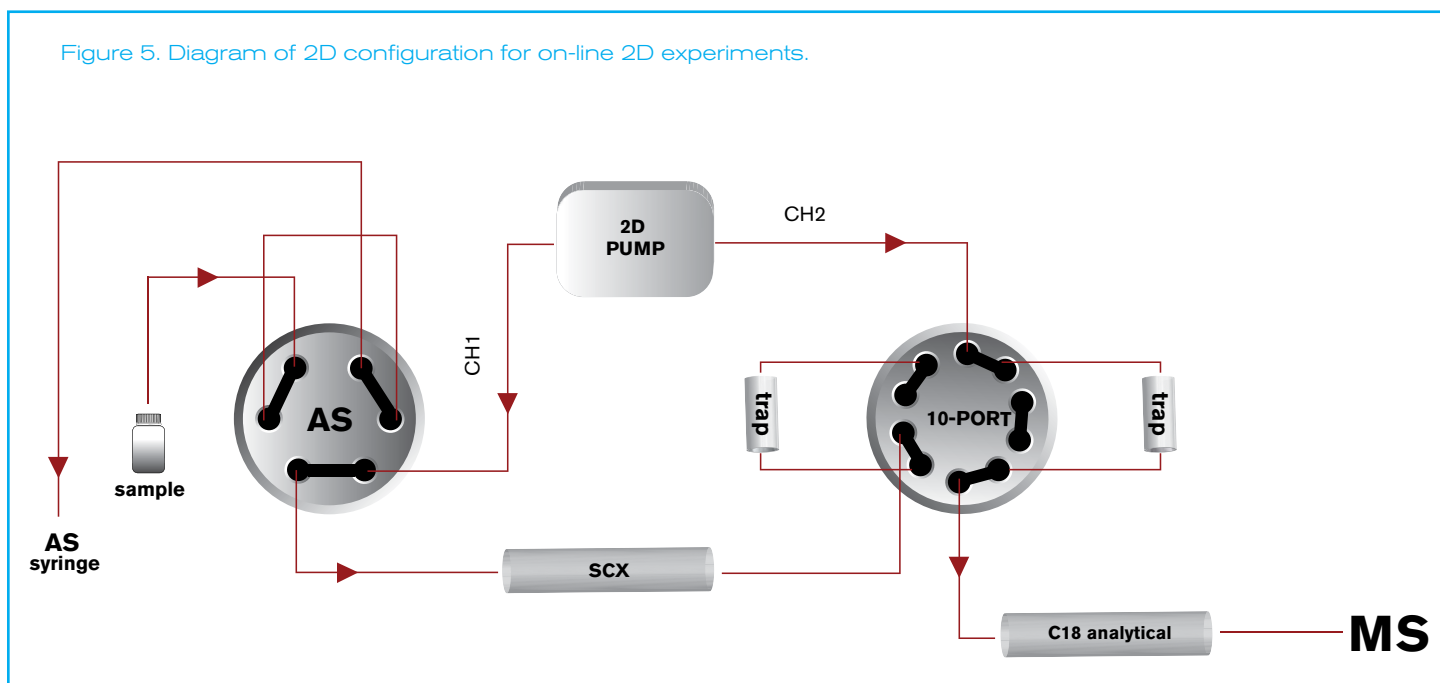 Figure 5. Diagram of 2D configuration for on-line 2D experiments.
2D
PUMP
CH2
CH1
AS
10-PORT
trap
trap
sample
AS
syringe
SCX
C18 analytical
MS